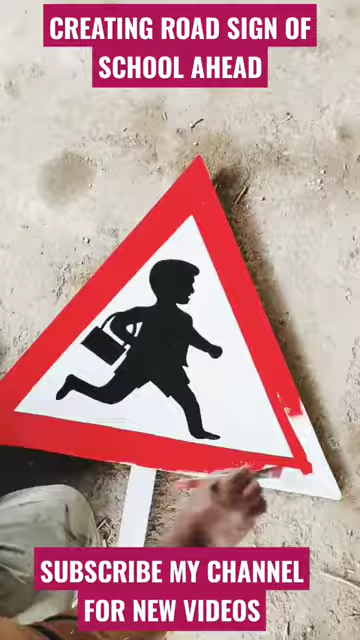 CREATING ROAD SIGN OF
SCHOOL AHEAD
SUBSCRIBE MY CHANNEL
FOR NEW VIDEOS